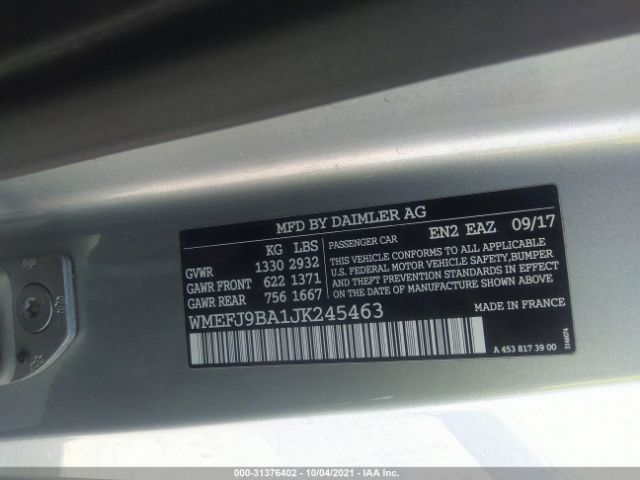 MFD BY DAIMLER AG
EN2 EAZ 09/17
KG LBS
GVWR 1330 2932
GAWR FRONT 622 1371
GAWR REAR 756 1667
PASSENGER CAR
THIS VEHICLE CONFORMS TO ALL APPLICABLE
U.S. FEDERAL MOTOR VEHICLE SAFETY,BUMPER
AND THEFT PREVENTION STANDARDS IN EFFECT
ON THE DATE OF MANUFACTURE SHOWN ABOVE
WMEFJ9BA1JK245463
MADE IN FRANCE
A 453 817 39 00
3146074
000-31376402 - 10/04/2021 - IAA Inc.